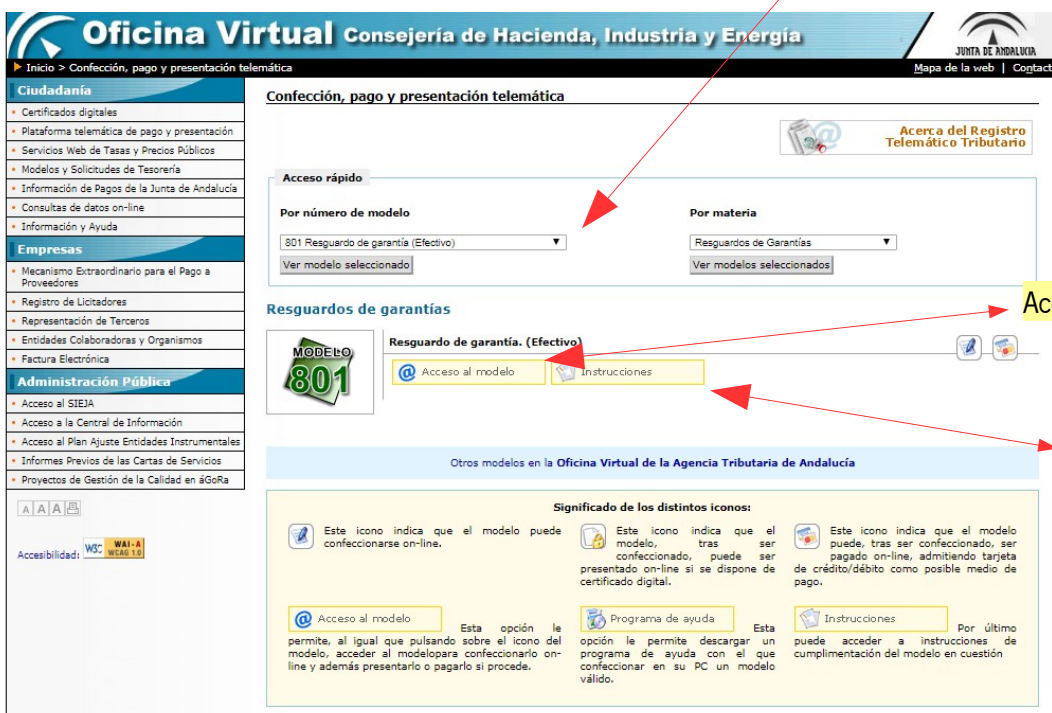 Oficina Virtual Consejería de Hacienda, Industria y Energía
JUNTA DE ANDALUCIA
Inicio > Confección, pago y presentación telemática
Mapa de la web | Contact
Ciudadanía
Certificados digitales
Plataforma telemática de pago y presentación
Servicios Web de Tasas y Precios Públicos
Modelos y Solicitudes de Tesorería
Información de Pagos de la Junta de Andalucía
Consultas de datos on-line
Información y Ayuda
Empresas
Mecanismo Extraordinario para el Pago a
Proveedores
Registro de Licitadores
Representación de Terceros
Entidades Colaboradoras y Organismos
Factura Electrónica
Administración Pública
Acceso al SIEJA
Acceso a la Central de Información
Acceso al Plan Ajuste Entidades Instrumentales
Informes Previos de las Cartas de Servicios
Proyectos de Gestión de la Calidad en áGoRa
A A A
Accesibilidad: W3C WAI-A
WCAG 1.0
Confección, pago y presentación telemática
Acerca del Registro
Telemático Tributario
Acceso rápido
Por número de modelo
Por materia
801 Resguardo de garantía (Efectivo)
Resguardos de Garantías
Ver modelo seleccionado
Ver modelos seleccionados
Resguardos de garantías
Ac
MODELO
801
Resguardo de garantía. (Efectivo)
@ Acceso al modelo
Instrucciones
Otros modelos en la Oficina Virtual de la Agencia Tributaria de Andalucía
Significado de los distintos iconos:
Este icono indica que el modelo puede
confeccionarse on-line.
Este icono indica que el
modelo, tras ser
confeccionado, puede ser
presentado on-line si se dispone de
certificado digital.
Este icono indica que el modelo
puede, tras ser confeccionado, ser
pagado on-line, admitiendo tarjeta
de crédito/débito como posible medio de
pago.
@ Acceso al modelo Esta opción le
permite, al igual que pulsando sobre el icono del
modelo, acceder al modelopara confeccionarlo on-
line y además presentarlo o pagarlo si procede.
Programa de ayuda Esta
opción le permite descargar un
programa de ayuda con el que
confeccionar en su PC un modelo
válido.
Instrucciones Por último
puede acceder a instrucciones de
cumplimentación del modelo en cuestión